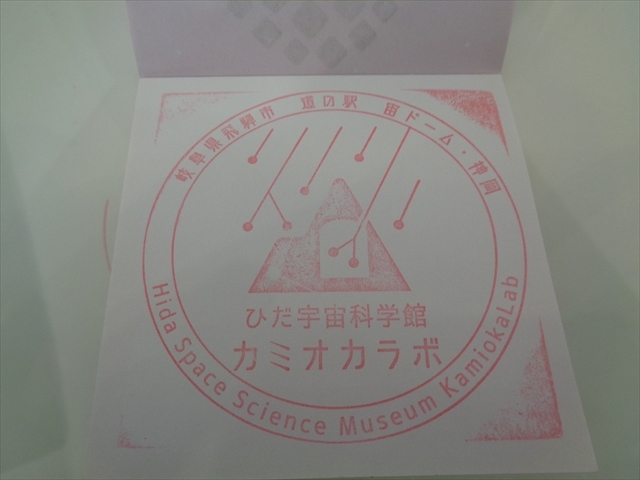 岐阜県飛騨市 道の駅 宙ドーム・神岡
ひだ宇宙科学館
カミオカラボ
Hida Space Science Museum KamiokaLab